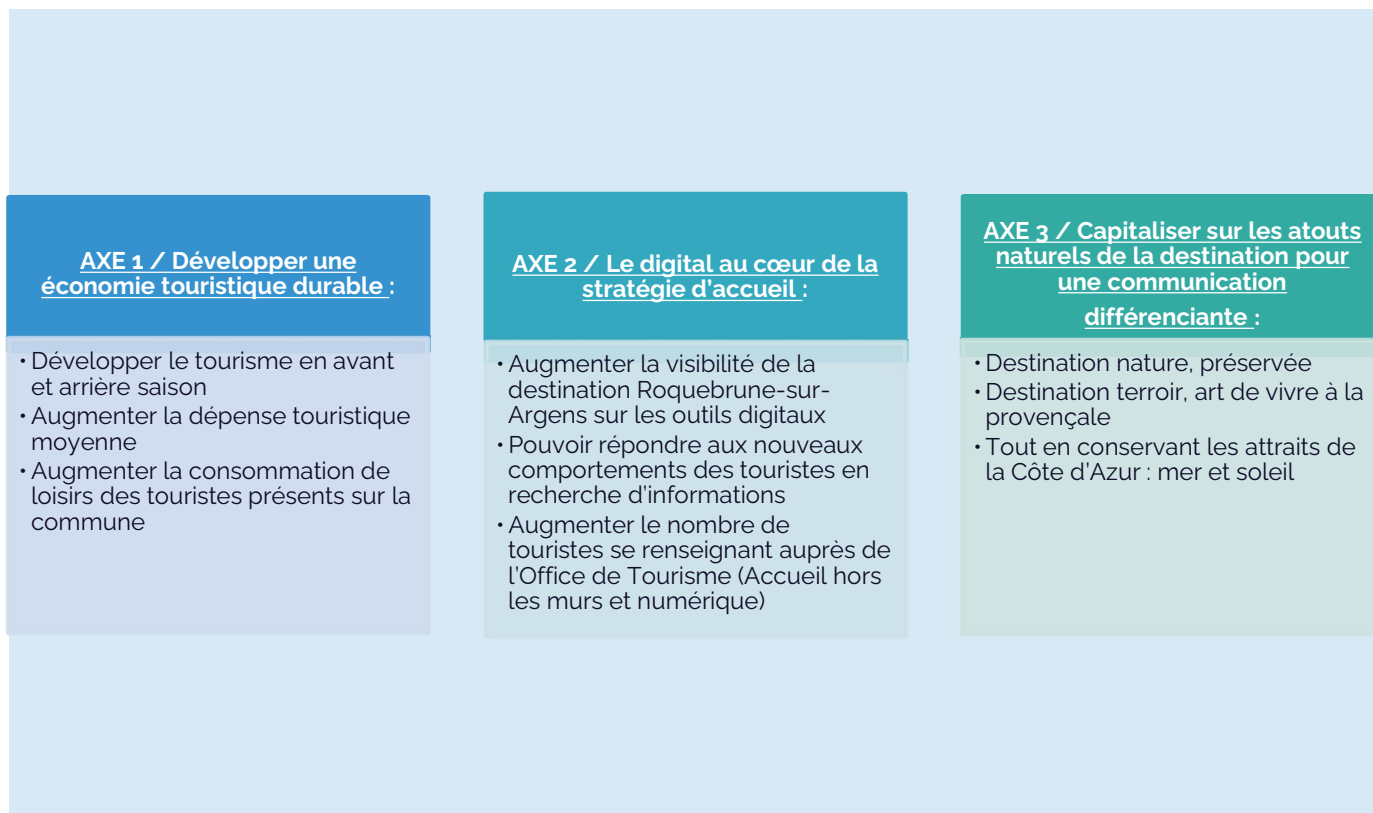 AXE 1 / Développer une
économie touristique durable :
• Développer le tourisme en avant
et arrière saison
• Augmenter la dépense touristique
moyenne
• Augmenter la consommation de
loisirs des touristes présents sur la
commune
AXE 2 / Le digital au cœur de la
stratégie d’accueil :
• Augmenter la visibilité de la
destination Roquebrune-sur-
Argens sur les outils digitaux
• Pouvoir répondre aux nouveaux
comportements des touristes en
recherche d’informations
• Augmenter le nombre de
touristes se renseignant auprès de
l’Office de Tourisme (Accueil hors
les murs et numérique)
AXE 3 / Capitaliser sur les atouts
naturels de la destination pour
une communication
différenciante :
• Destination nature, préservée
• Destination terroir, art de vivre à la
provençale
• Tout en conservant les attraits de
la Côte d’Azur : mer et soleil